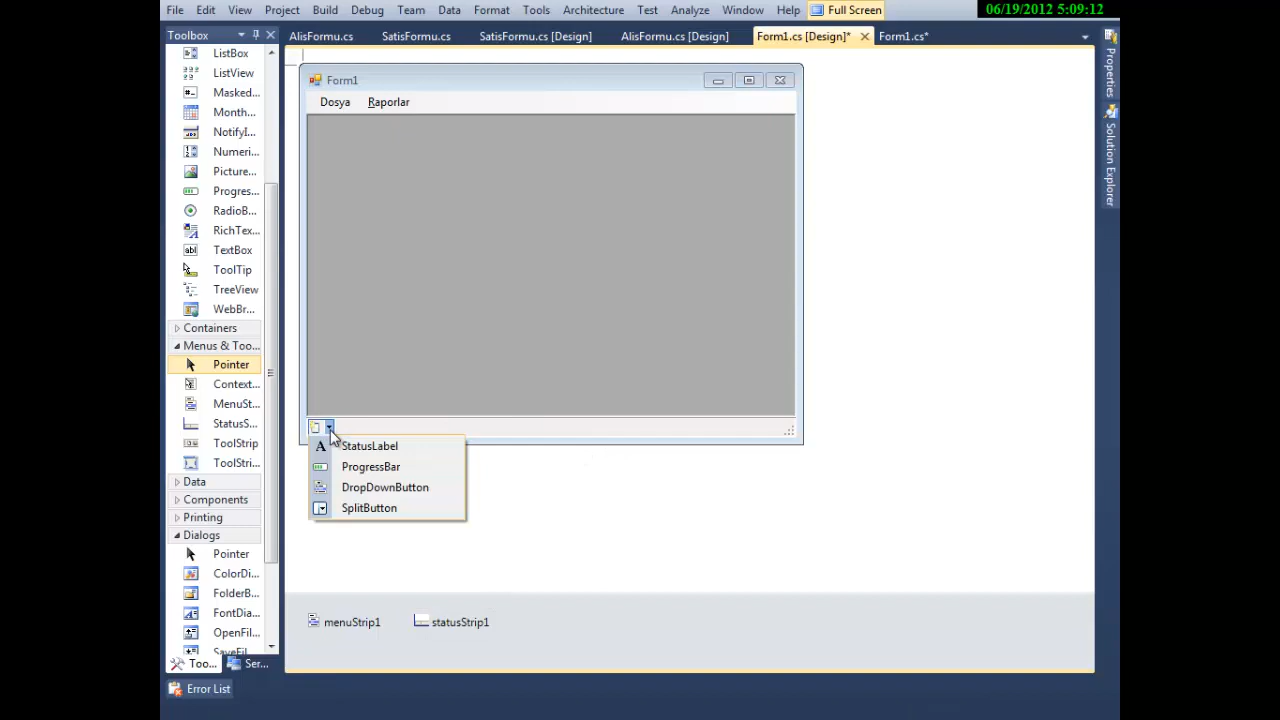 File Edit View Project Build Debug Team Data Format Tools Architecture Test Analyze Window Help Full Screen
06/19/2012 5:09:12
Toolbox
AlisFormu.cs SatisFormu.cs SatisFormu.cs [Design] AlisFormu.cs [Design] Form1.cs [Design]* Form1.cs*
ListBox
ListView
Masked...
Month...
NotifyI...
Numeri...
Picture...
Progres...
RadioB...
RichTex...
TextBox
ToolTip
TreeView
WebBr...
Containers
Menus & Too...
Pointer
Context...
MenuSt...
StatusS...
ToolStrip
ToolStri...
Data
Components
Printing
Dialogs
Pointer
ColorDi...
FolderB...
FontDia...
OpenFil...
SaveFil...
Too... Ser...
Error List
Form1
Dosya Raporlar
A StatusLabel
ProgressBar
DropDownButton
SplitButton
menuStrip1 statusStrip1
Properties
Solution Explorer